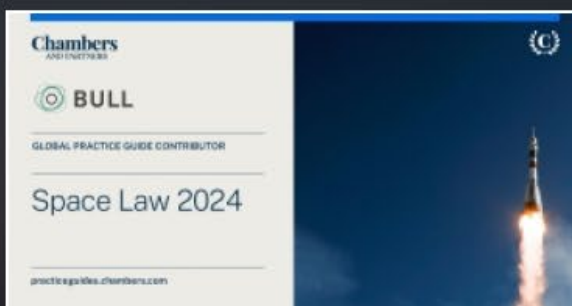 Chambers
AND PARTNERS
BULL
GLOBAL PRACTICE GUIDE CONTRIBUTOR
Space Law 2024
practiceguides.chambers.com
C